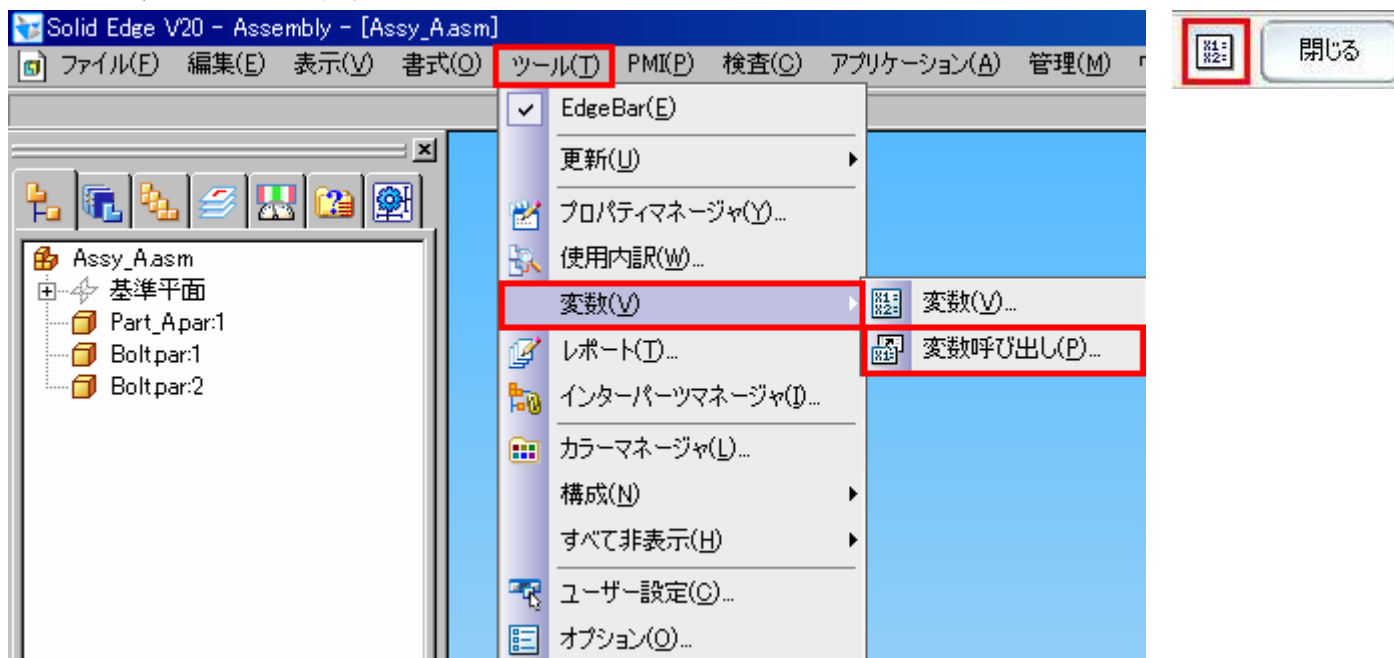 Solid Edge V20 - Assembly - [Assy_A.asm]
ファイル(F) 編集(E) 表示(V) 書式(O) ツール(T) PMI(P) 検査(C) アプリケーション(A) 管理(M)
EdgeBar(E)
更新(U)
プロパティマネージャ(Y)...
使用内訳(W)...
変数(V)
レポート(T)...
インターパーツマネージャ(I)...
カラーマネージャ(L)...
構成(N)
すべて非表示(H)
ユーザー設定(C)...
オプション(O)...
変数(V)...
変数呼び出し(P)...
Assy_A.asm
基準平面
Part_A.par:1
Bolt.par:1
Bolt.par:2
X1:
X2:
閉じる